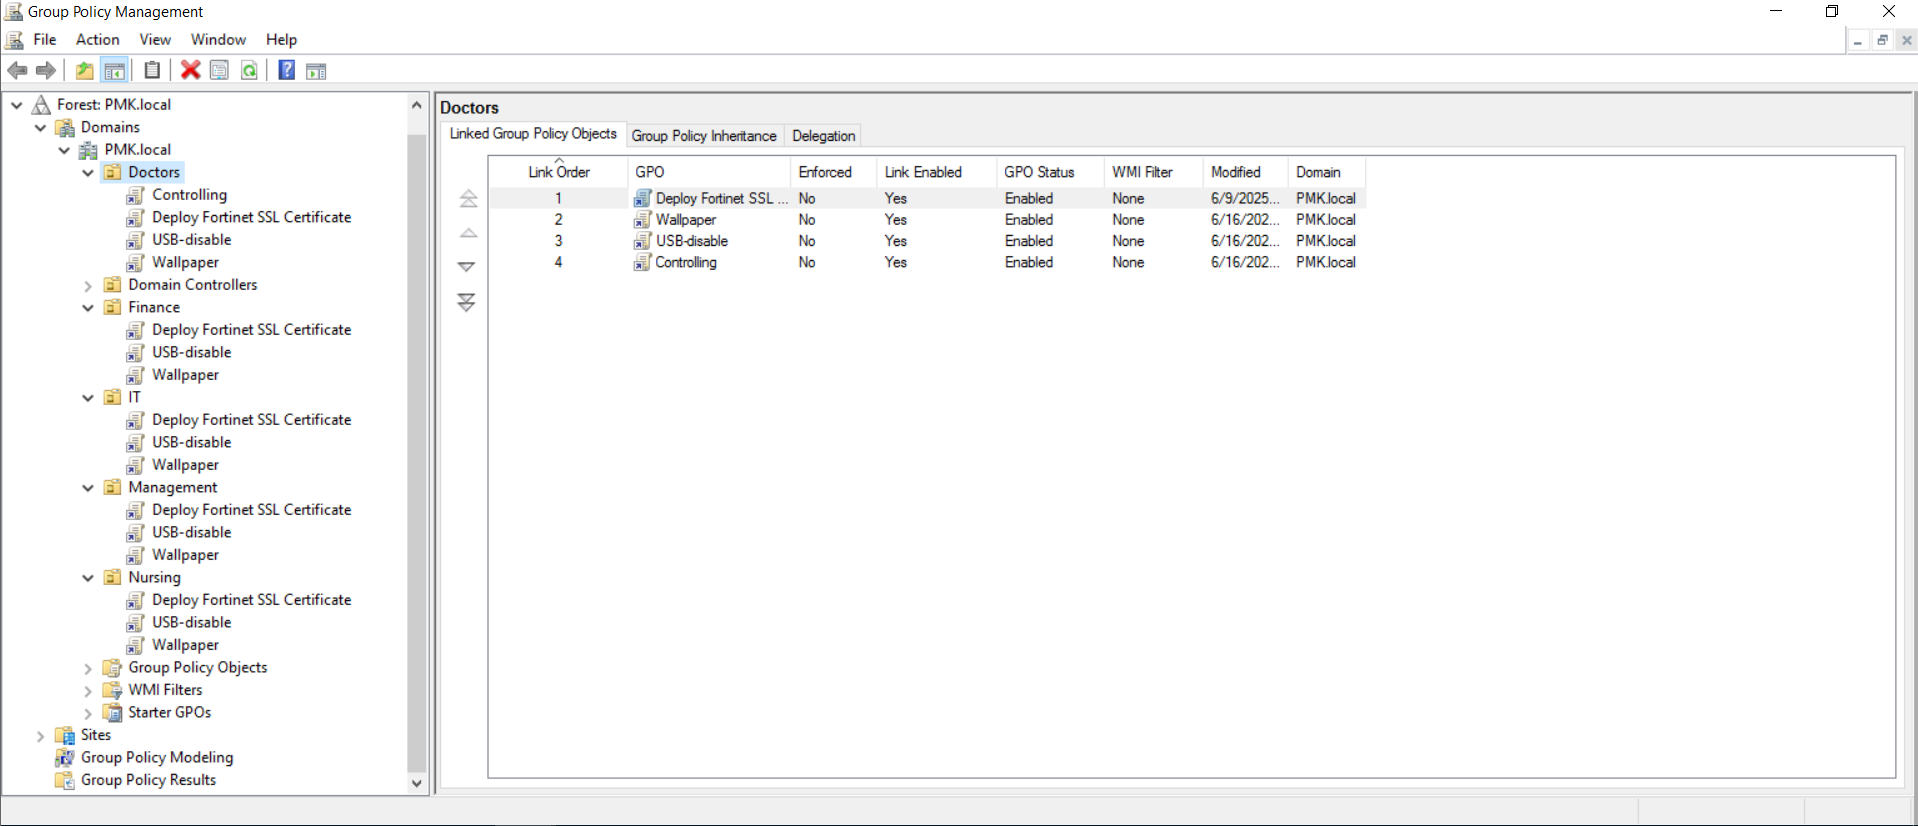 Group Policy Management
File Action View Window Help
Forest: PMK.local
Domains
PMK.local
Doctors
Controlling
Deploy Fortinet SSL Certificate
USB-disable
Wallpaper
Domain Controllers
Finance
Deploy Fortinet SSL Certificate
USB-disable
Wallpaper
IT
Deploy Fortinet SSL Certificate
USB-disable
Wallpaper
Management
Deploy Fortinet SSL Certificate
USB-disable
Wallpaper
Nursing
Deploy Fortinet SSL Certificate
USB-disable
Wallpaper
Group Policy Objects
WMI Filters
Starter GPOs
Sites
Group Policy Modeling
Group Policy Results
Doctors
Linked Group Policy Objects Group Policy Inheritance Delegation
Link Order GPO Enforced Link Enabled GPO Status WMI Filter Modified Domain
1 Deploy Fortinet SSL ... No Yes Enabled None 6/9/2025... PMK.local
2 Wallpaper No Yes Enabled None 6/16/202... PMK.local
3 USB-disable No Yes Enabled None 6/16/202... PMK.local
4 Controlling No Yes Enabled None 6/16/202... PMK.local